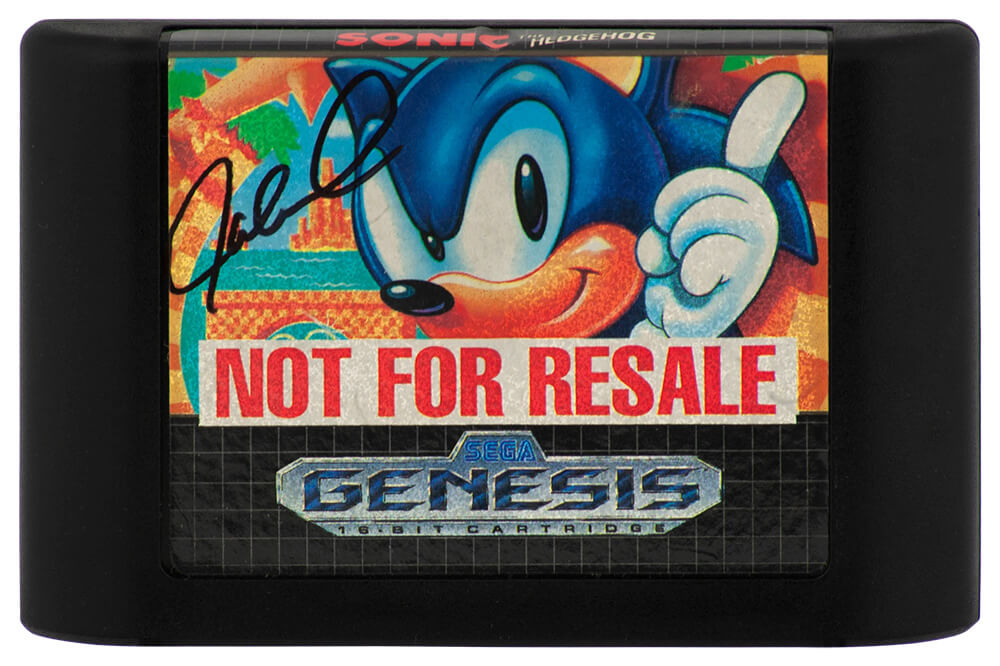 SONIC THE HEDGEHOG
NOT FOR RESALE
SEGA
GENESIS
16-BIT CARTRIDGE